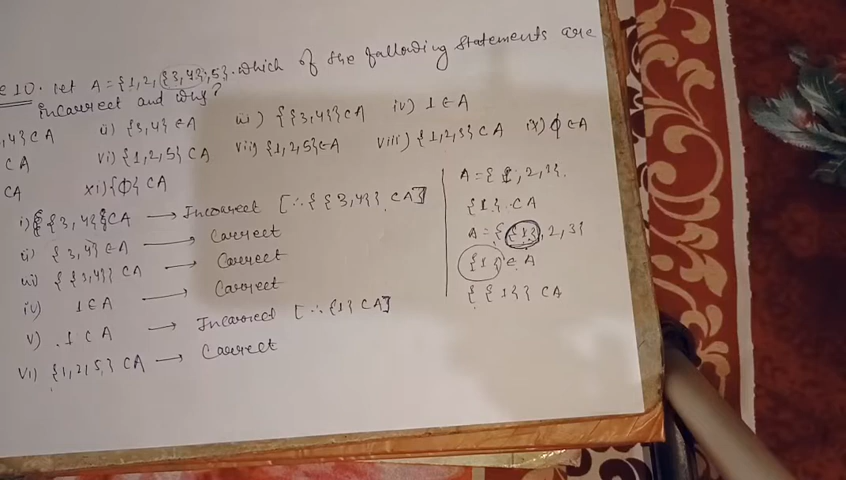 e 10. Let A = {1, 2, {3, 4}, 5}. Which of the following statements are
incorrect and why?
, 4} ⊂ A ii) {3, 4} ∈ A iii) {{3, 4}} ⊂ A iv) 1 ∈ A
⊂ A vi) {1, 2, 5} ⊂ A vii) {1, 2, 5} ∈ A viii) {1, 2, 3} ⊂ A ix) ϕ ∈ A
⊂ A xi) {ϕ} ⊂ A
i) {3, 4} ⊂ A → Incorrect [∴ {{3, 4}} ⊂ A]
ii) {3, 4} ∈ A → Correct
iii) {{3, 4}} ⊂ A → Correct
iv) 1 ∈ A → Correct
v) 1 ⊂ A → Incorrect [∴ {1} ⊂ A]
vi) {1, 2, 5} ⊂ A → Correct
A = {1, 2, 3}.
{1} ⊂ A
A = {{1}, 2, 3}
{1} ∈ A
{{1}} ⊂ A